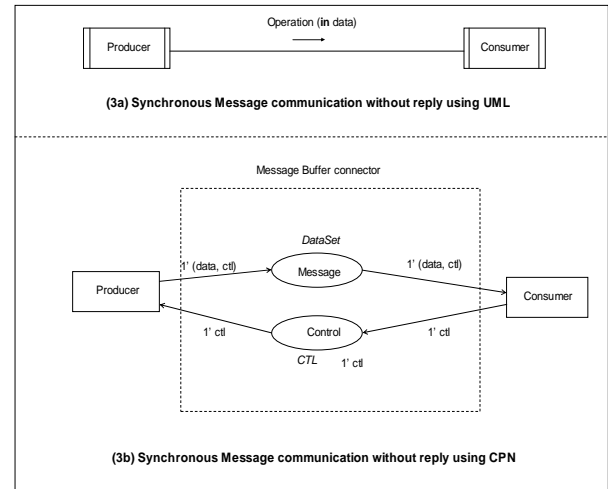 Operation (in data)
Producer
Consumer
(3a) Synchronous Message communication without reply using UML
Message Buffer connector
DataSet
1' (data, ctl)
1' (data, ctl)
Message
Producer
Consumer
Control
1' ctl
1' ctl
CTL
1' ctl
(3b) Synchronous Message communication without reply using CPN